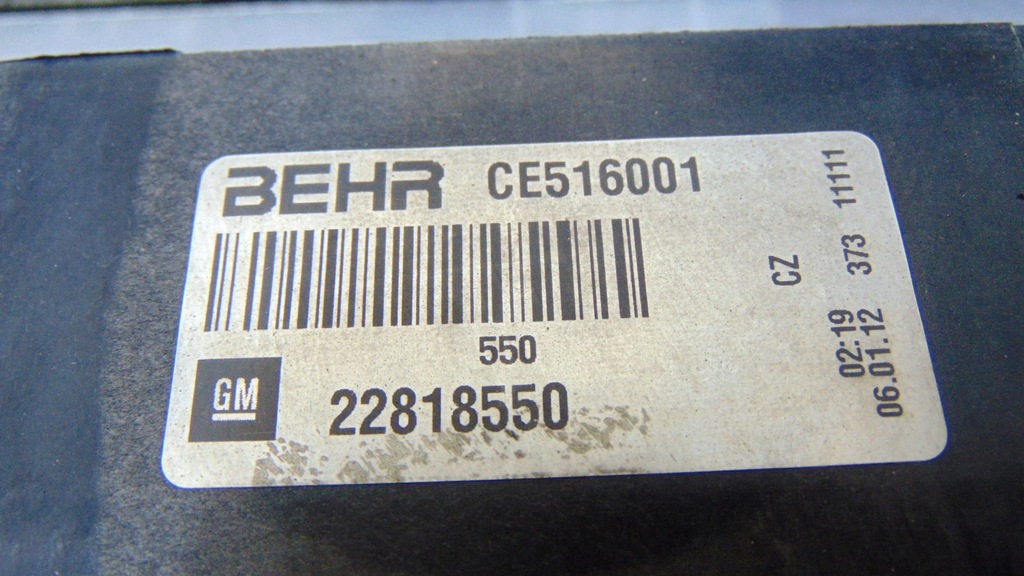 BEHR CE516001
550
GM 22818550
CZ
02:19 373 11111
06.01.12